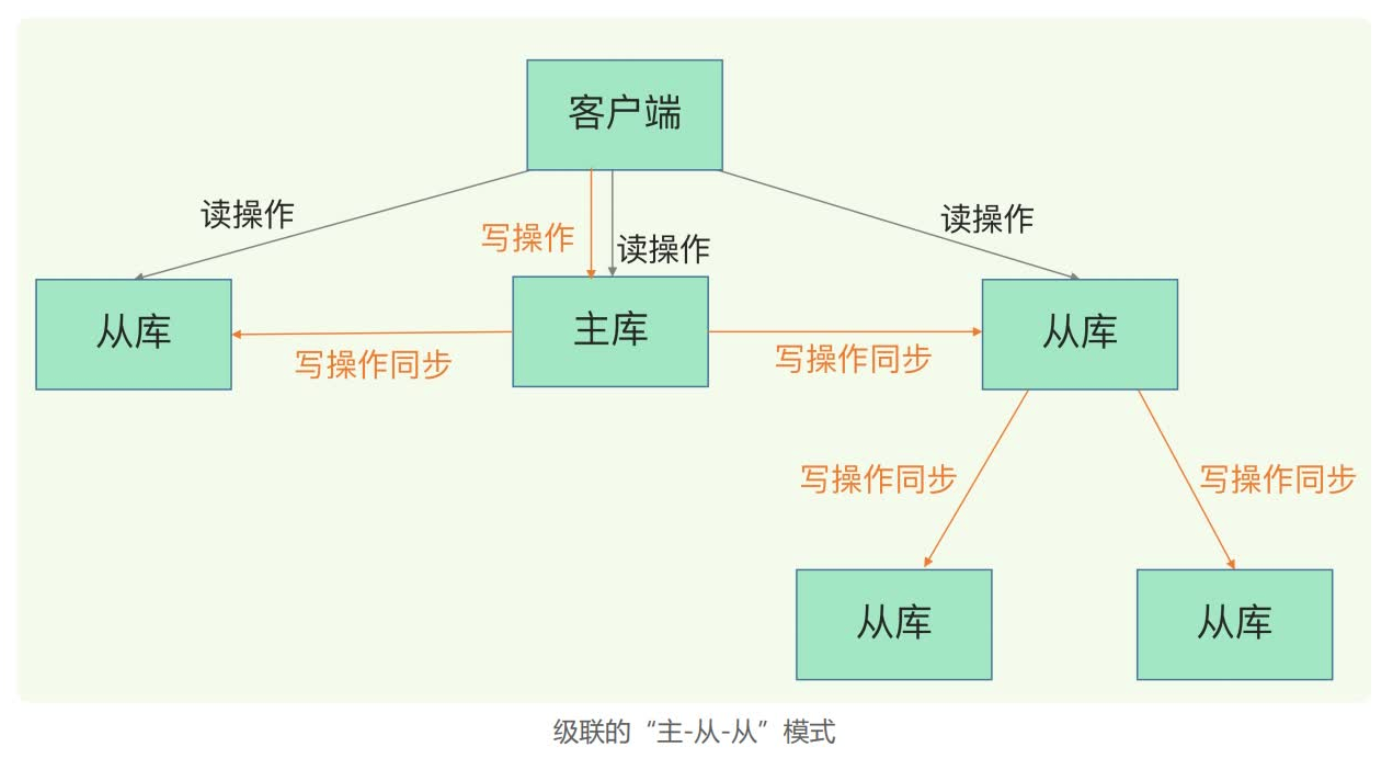 客户端
读操作
写操作
读操作
读操作
从库
主库
从库
写操作同步
写操作同步
写操作同步
写操作同步
从库
从库
级联的“主-从-从”模式